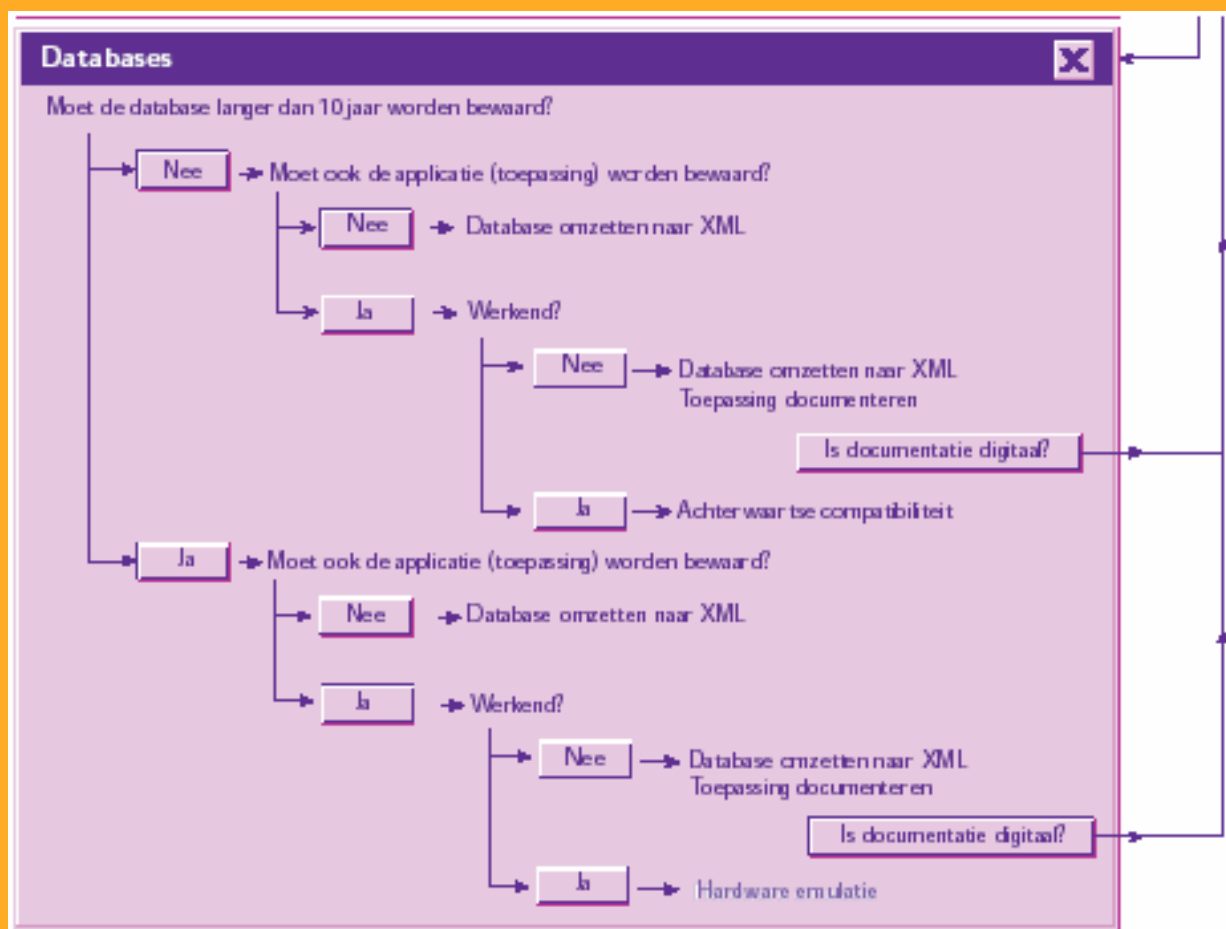 Databases
Moet de database langer dan 10 jaar worden bewaard?
Nee
Moet ook de applicatie (toepassing) worden bewaard?
Nee
Database omzetten naar XML
Ja
Werkend?
Nee
Database omzetten naar XML
Toepassing documenteren
Is documentatie digitaal?
Ja
Achterwaartse compatibiliteit
Ja
Moet ook de applicatie (toepassing) worden bewaard?
Nee
Database omzetten naar XML
Ja
Werkend?
Nee
Database omzetten naar XML
Toepassing documenteren
Is documentatie digitaal?
Ja
Hardware emulatie